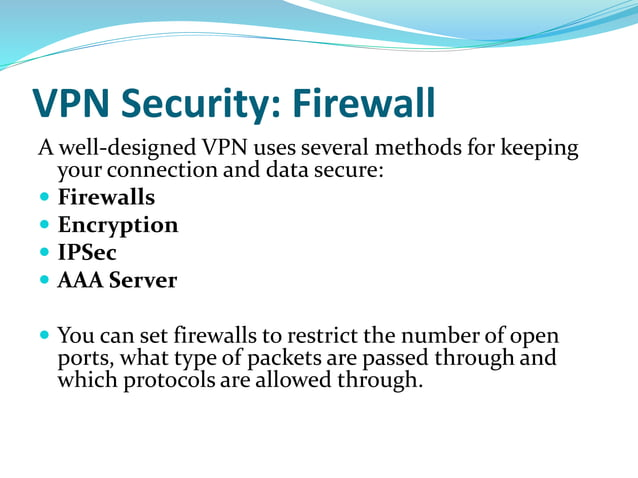 VPN Security: Firewall
A well-designed VPN uses several methods for keeping
your connection and data secure:
Firewalls
Encryption
IPSec
AAA Server
You can set firewalls to restrict the number of open
ports, what type of packets are passed through and
which protocols are allowed through.